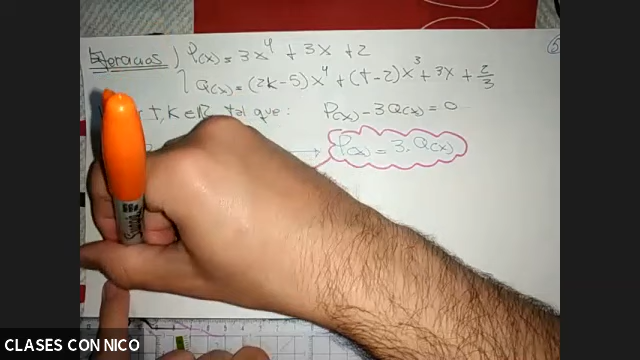 Ejercicios ) P(x) = 3x⁴ + 3x + 2
Q(x) = (2k-5)x⁴ + (t-2)x³ + 3x + 2/3
t, k ∈ ℝ tal que : P(x) - 3Q(x) = 0
P(x) = 3. Q(x)
CLASES CON NICO